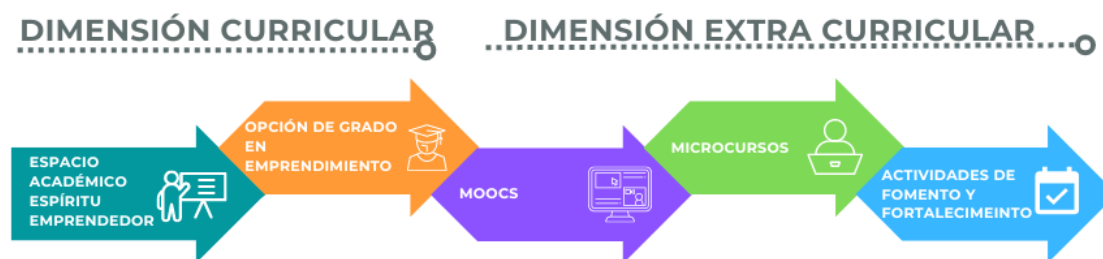 DIMENSIÓN CURRICULAR
DIMENSIÓN EXTRA CURRICULAR
ESPACIO
ACADÉMICO
ESPÍRITU
EMPRENDEDOR
OPCIÓN DE GRADO
EN
EMPRENDIMIENTO
MOOCS
MICROCURSOS
ACTIVIDADES DE
FOMENTO Y
FORTALECIMEINTO